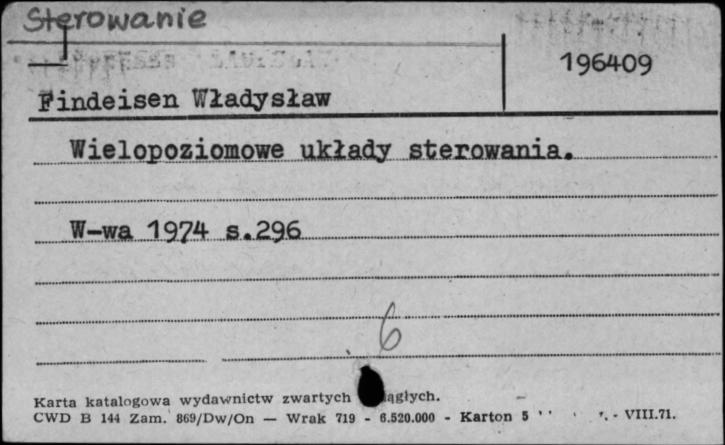 Sterowanie
196409
Findeisen Władysław
Wielopoziomowe układy sterowania.
W-wa 1974 s.296
6
Karta katalogowa wydawnictw zwartych ągłych.
CWD B 144 Zam. 869/Dw/On — Wrak 719 - 6.520.000 - Karton 5 - VIII.71.